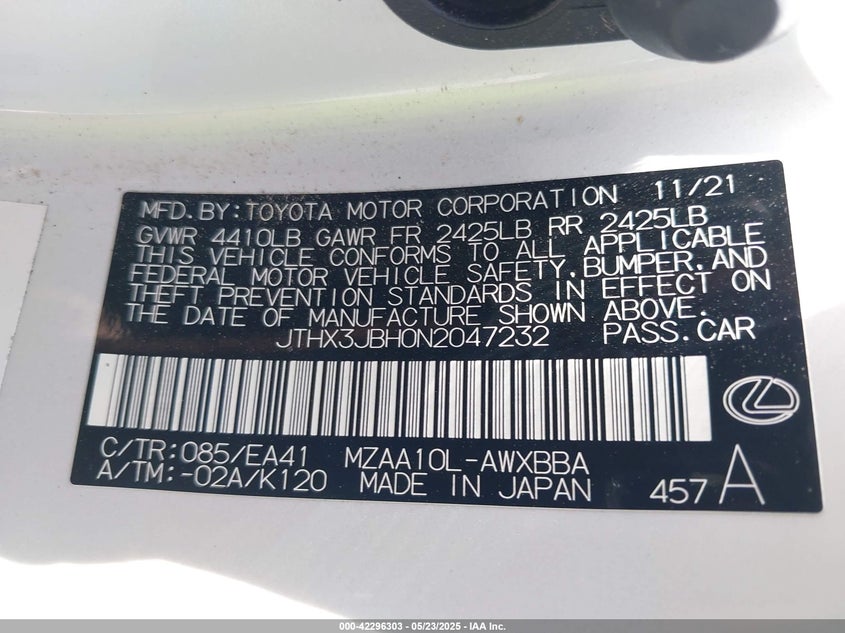 MFD.BY:TOYOTA MOTOR CORPORATION 11/21
GVWR 4410LB GAWR FR 2425LB RR 2425LB
THIS VEHICLE CONFORMS TO ALL APPLICABLE
FEDERAL MOTOR VEHICLE SAFETY,BUMPER,AND
THEFT PREVENTION STANDARDS IN EFFECT ON
THE DATE OF MANUFACTURE SHOWN ABOVE.
JTHX3JBH0N2047232 PASS.CAR
C/TR:085/EA41 MZAA10L-AWXBBA
A/TM:-02A/K120 MADE IN JAPAN 457 A
000-42296303 - 05/23/2025 - IAA Inc.